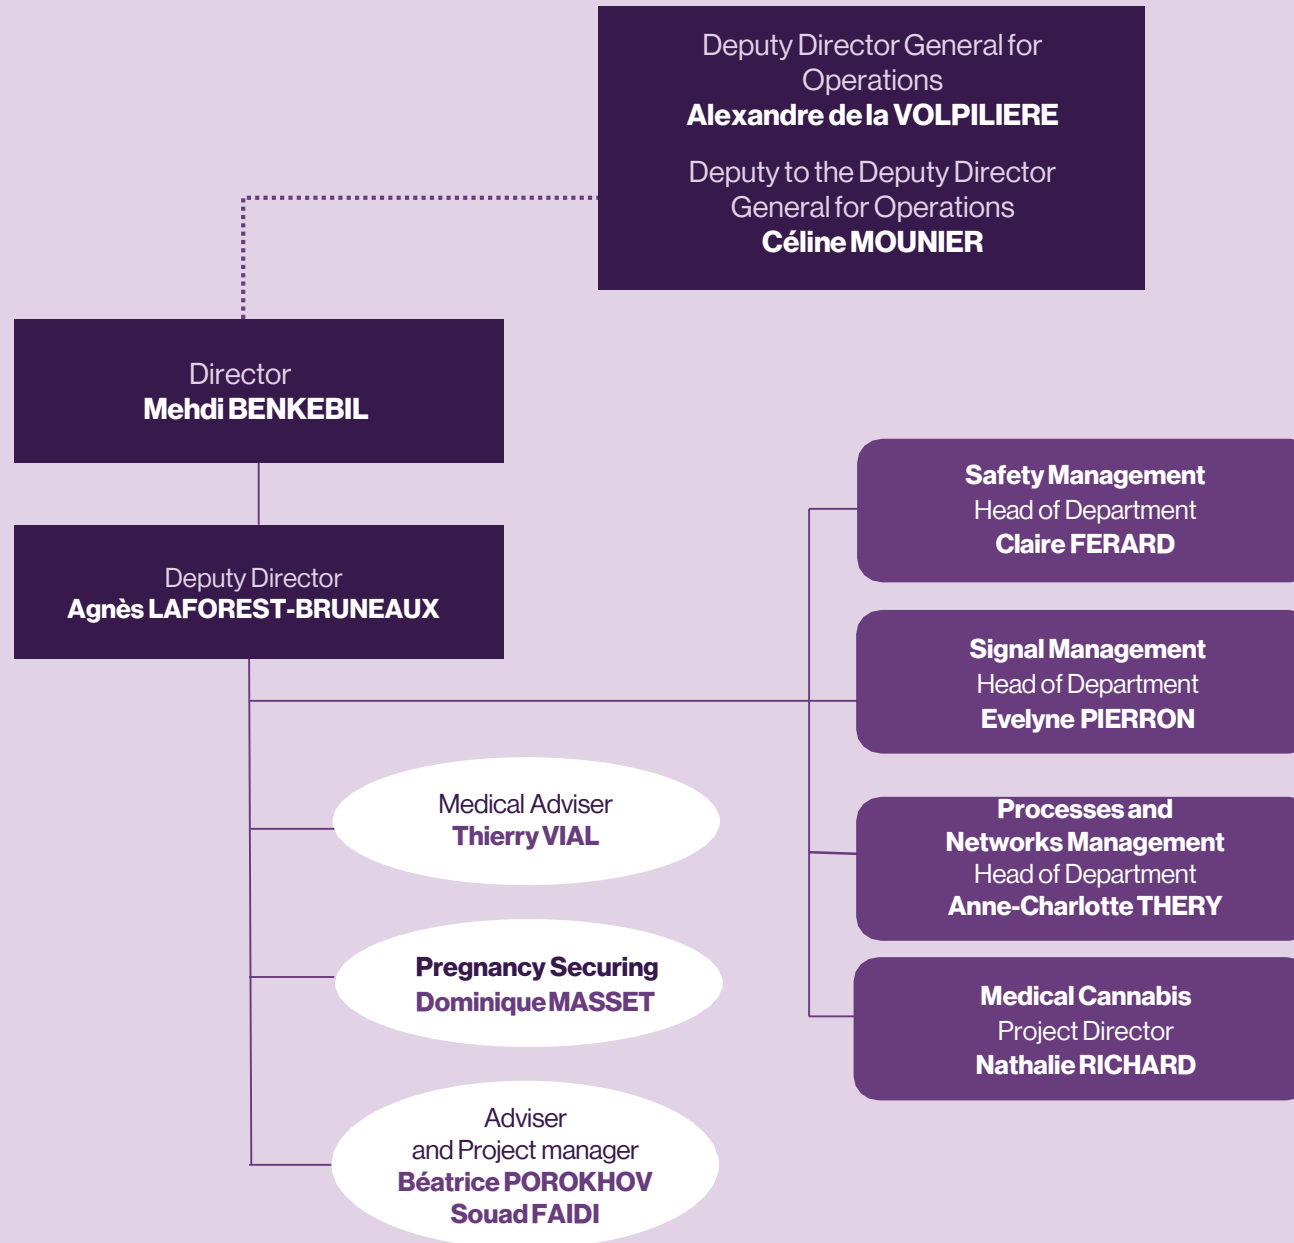 Deputy Director General for
Operations
Alexandre de la VOLPILIERE
Deputy to the Deputy Director
General for Operations
Céline MOUNIER
Director
Mehdi BENKEBIL
Deputy Director
Agnès LAFOREST-BRUNEAUX
Safety Management
Head of Department
Claire FERARD
Signal Management
Head of Department
Evelyne PIERRON
Processes and
Networks Management
Head of Department
Anne-Charlotte THERY
Medical Cannabis
Project Director
Nathalie RICHARD
Medical Adviser
Thierry VIAL
Pregnancy Securing
Dominique MASSET
Adviser
and Project manager
Béatrice POROKHOV
Souad FAIDI